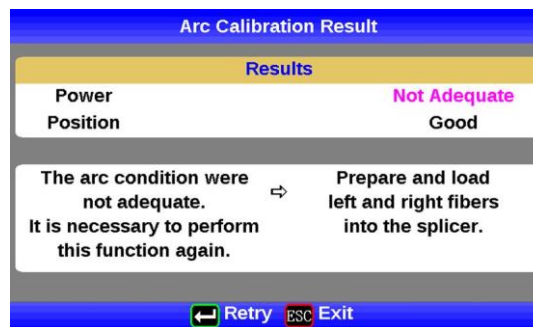 Arc Calibration Result
Results
Power Not Adequate
Position Good
The arc condition were
not adequate.
It is necessary to perform
this function again.
⇨
Prepare and load
left and right fibers
into the splicer.
Retry ESC Exit